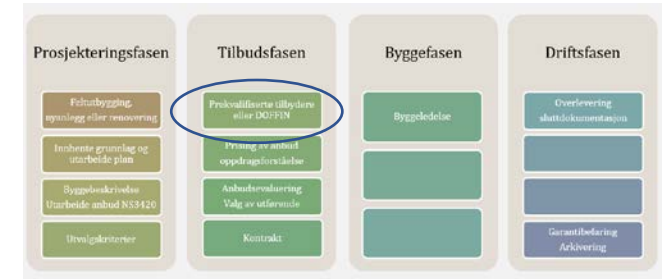 Prosjekteringsfasen
Feltutbygging,
nyanlegg eller renovering
Innhente grunnlag og
utarbeide plan
Byggebeskrivelse
Utarbeide anbud NS3420
Utvalgskriterier
Tilbudsfasen
Prekvalifiserte tilbydere
eller DOFFIN
Prising av anbud
oppdragsforståelse
Anbudsevaluering
Valg av utførende
Kontrakt
Byggefasen
Byggeledelse
Driftsfasen
Overlevering
sluttdokumentasjon
Garantibefaring
Arkivering